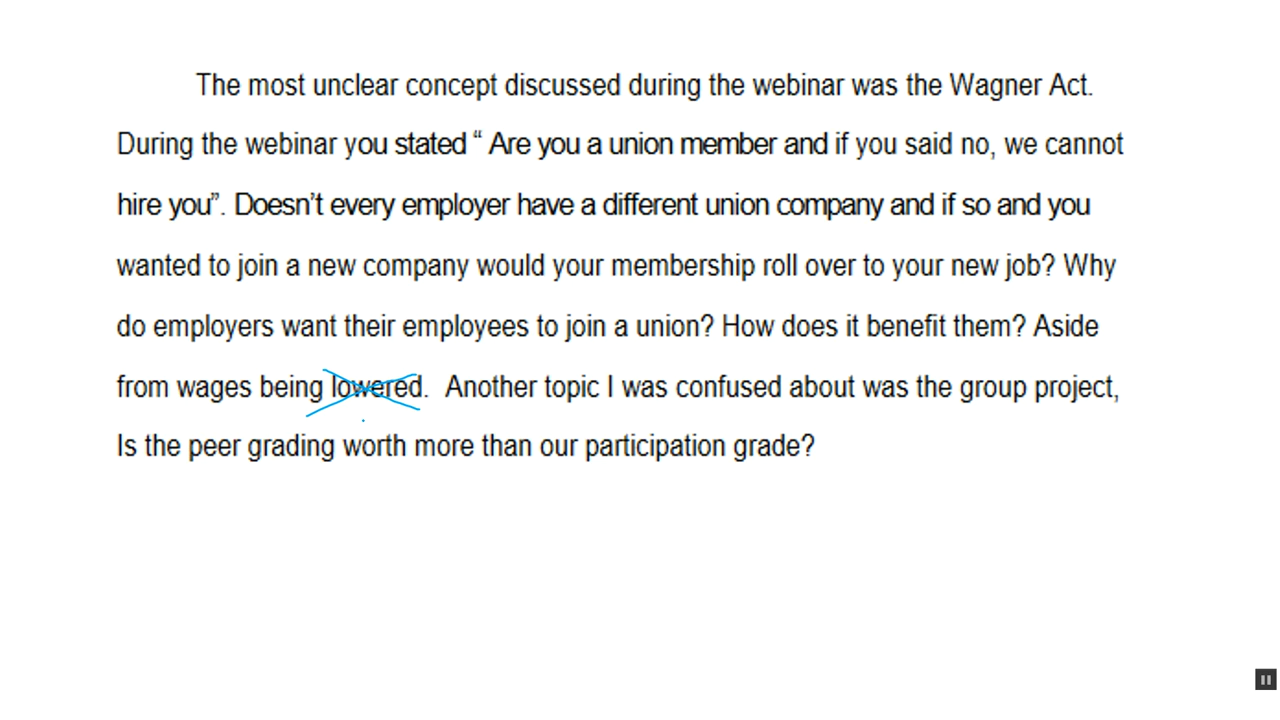 The most unclear concept discussed during the webinar was the Wagner Act.
During the webinar you stated “ Are you a union member and if you said no, we cannot
hire you”. Doesn’t every employer have a different union company and if so and you
wanted to join a new company would your membership roll over to your new job? Why
do employers want their employees to join a union? How does it benefit them? Aside
from wages being lowered.  Another topic I was confused about was the group project,
Is the peer grading worth more than our participation grade?